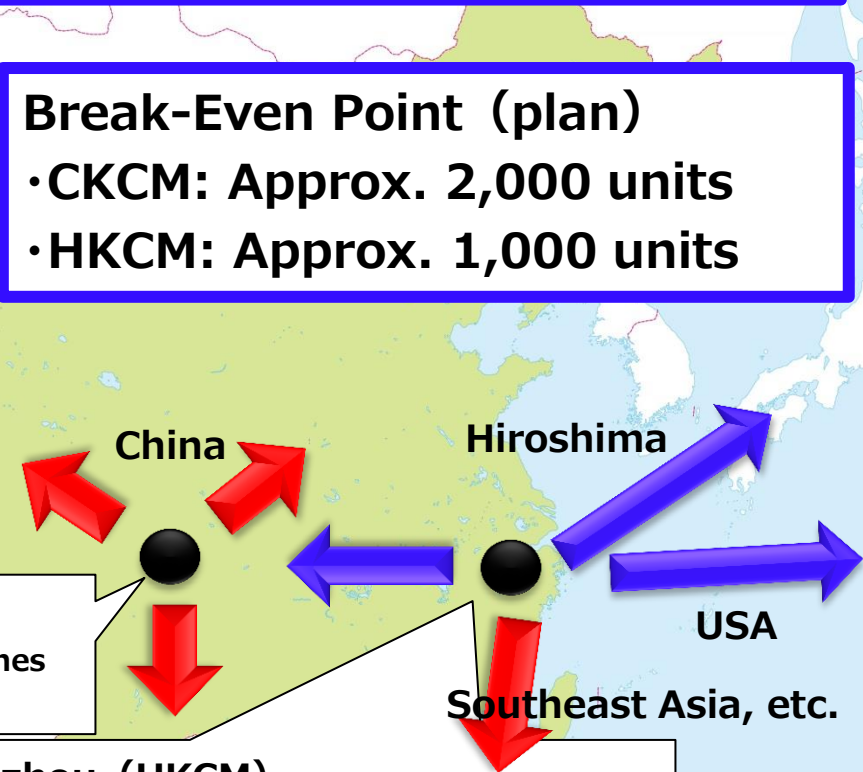 Break-Even Point（plan）
・CKCM: Approx. 2,000 units
・HKCM: Approx. 1,000 units
China
Hiroshima
USA
Southeast Asia, etc.
（HKCM）